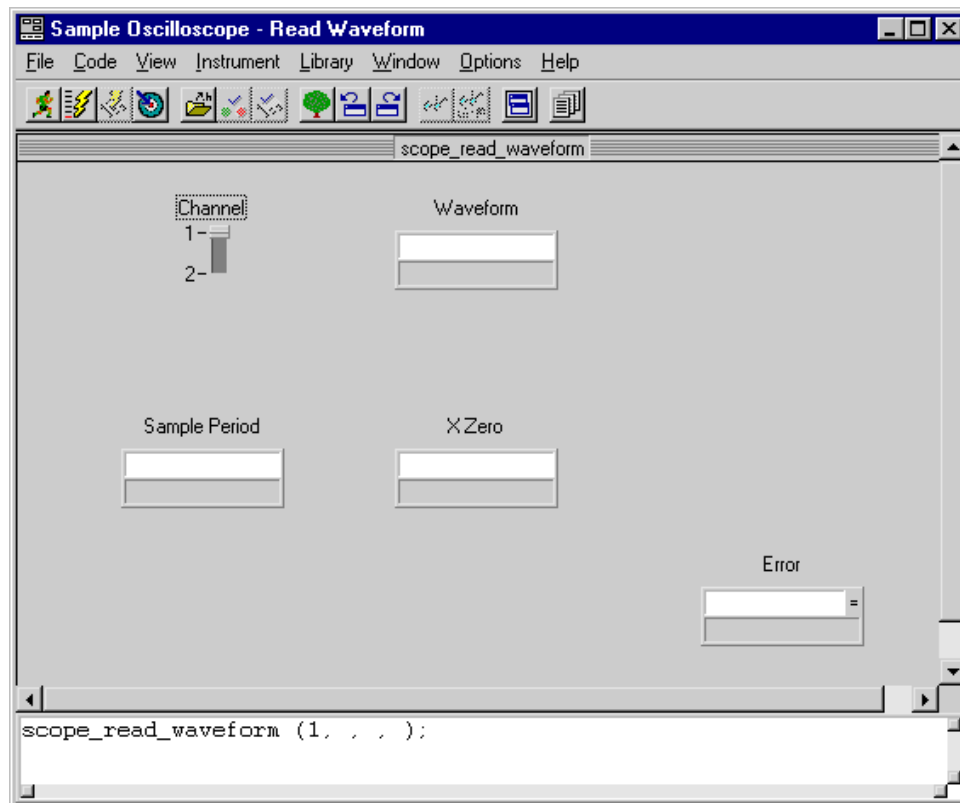 Sample Oscilloscope - Read Waveform
File Code View Instrument Library Window Options Help
scope_read_waveform
Channel
1
2
Waveform
Sample Period
X Zero
Error
=
scope_read_waveform (1, , , );